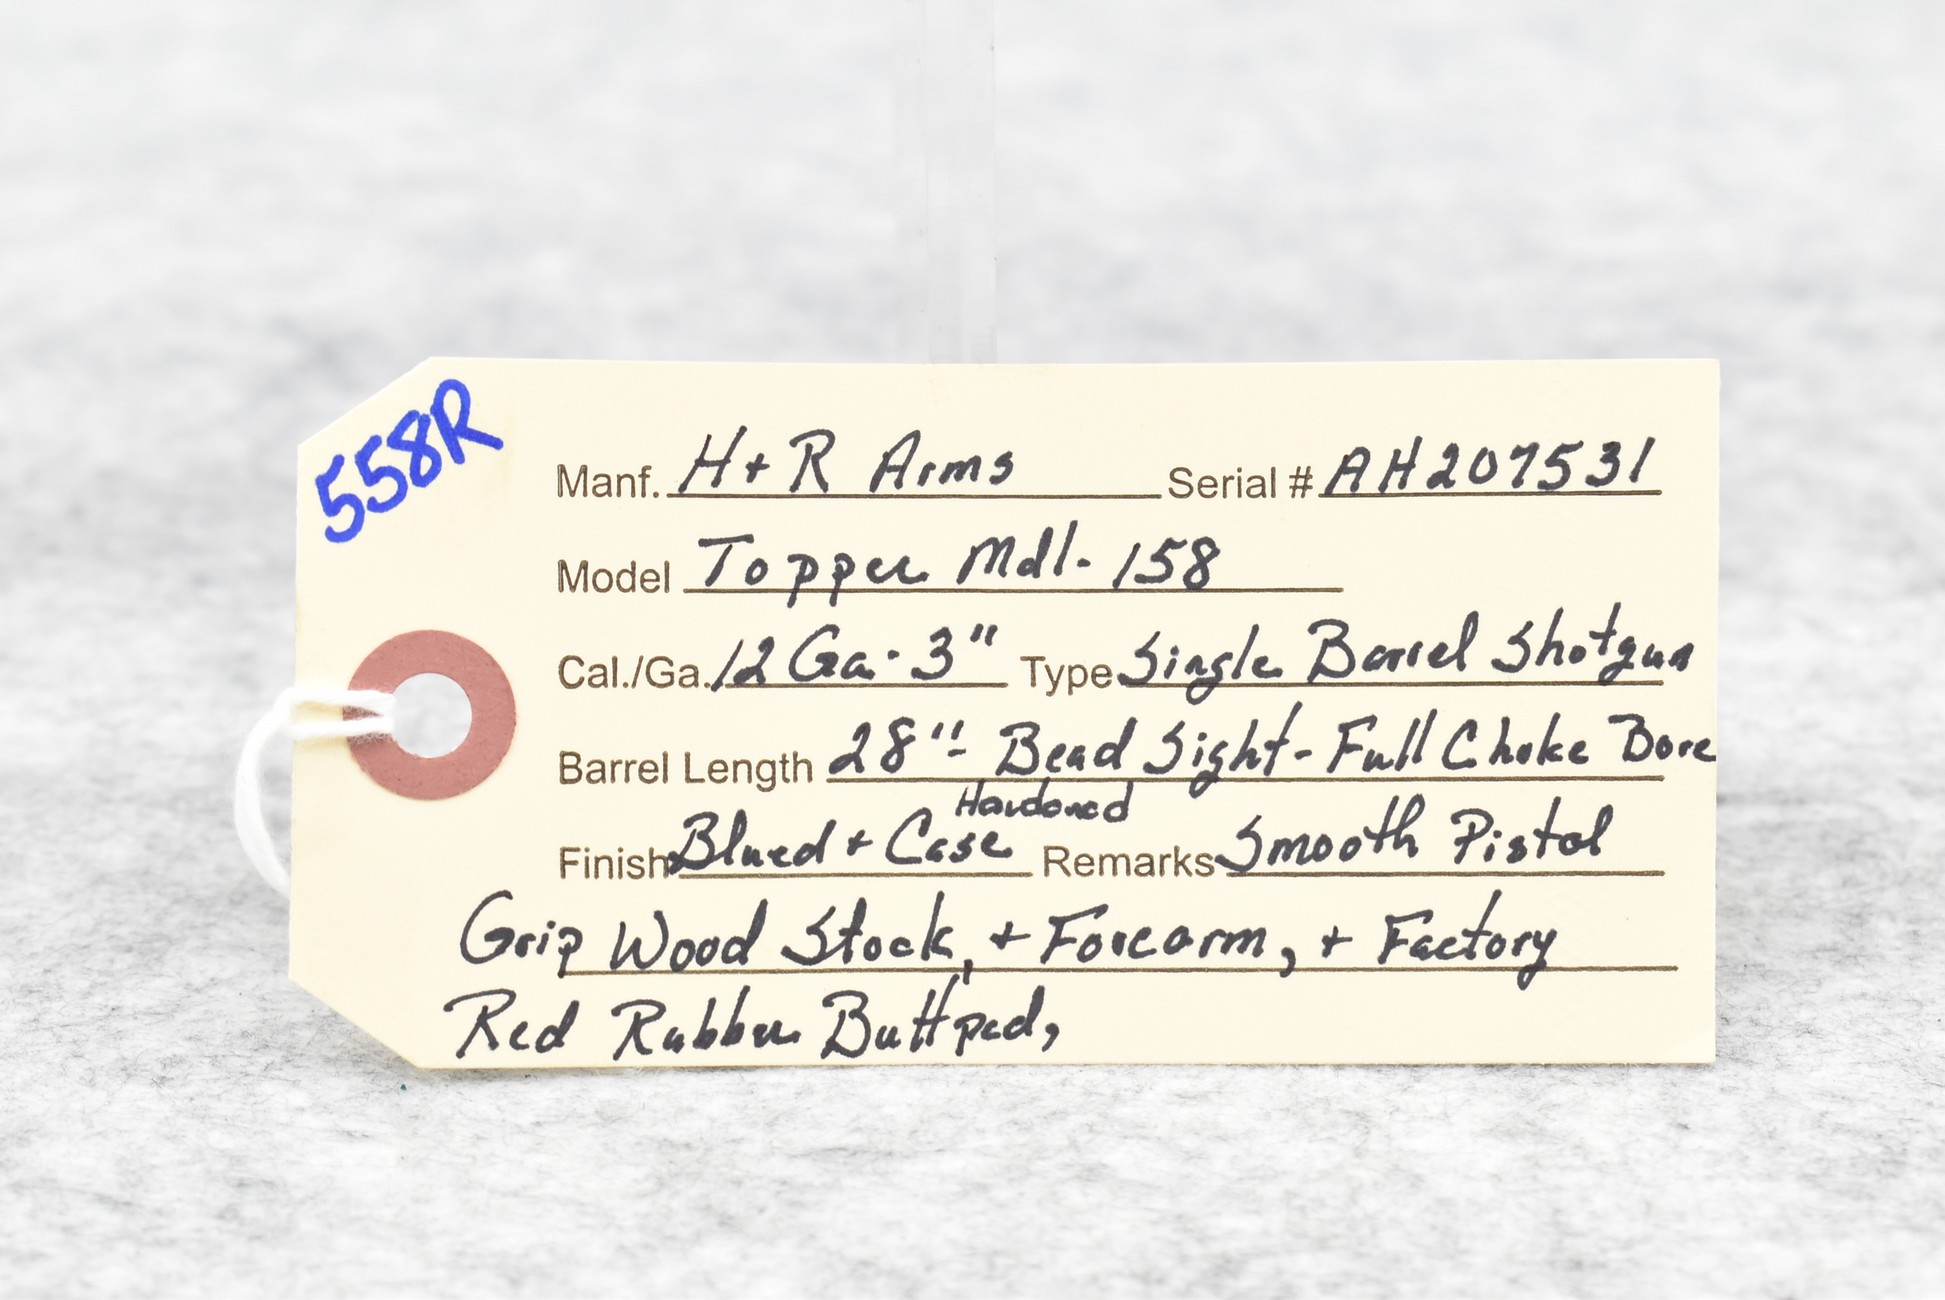 558R
Manf. H+R Arms Serial # AH207531
Model Topper Mdl. 158
Cal./Ga. 12 Ga. 3" Type Single Barrel Shotgun
Barrel Length 28"- Bead Sight - Full Choke Bore
Hardened
Finish Blued + Case Remarks Smooth Pistol
Grip Wood Stock, + Forearm, + Factory
Red Rubber Buttpad,